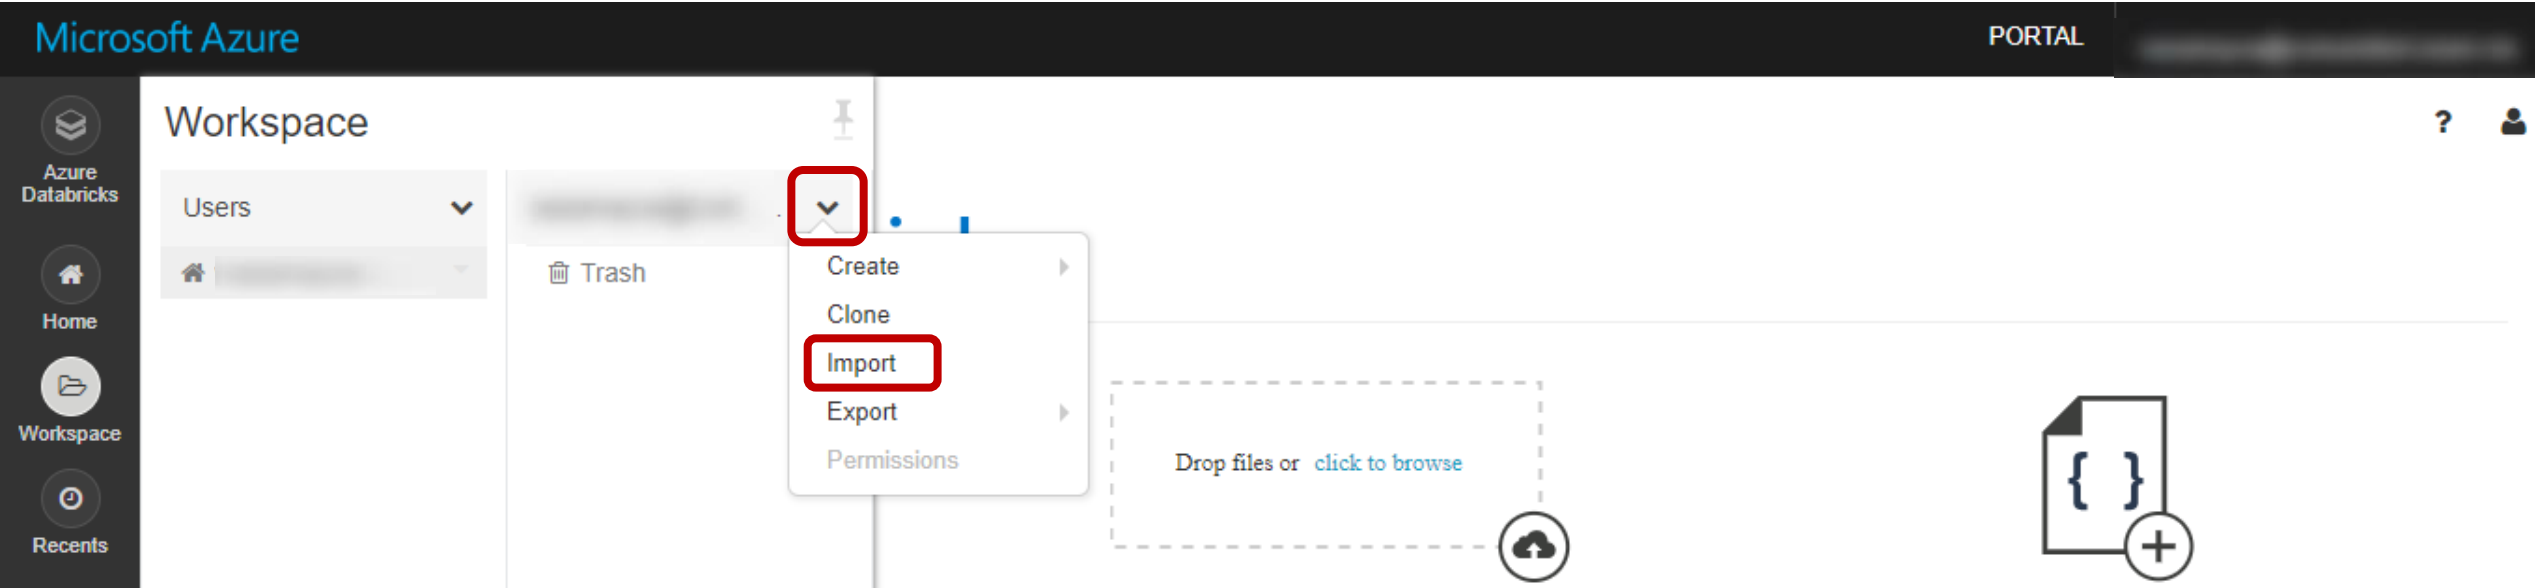 Microsoft Azure
PORTAL
Azure
Databricks
Home
Workspace
Recents
Workspace
Users
Trash
Create
Clone
Import
Export
Permissions
Drop files or click to browse
?
{ }